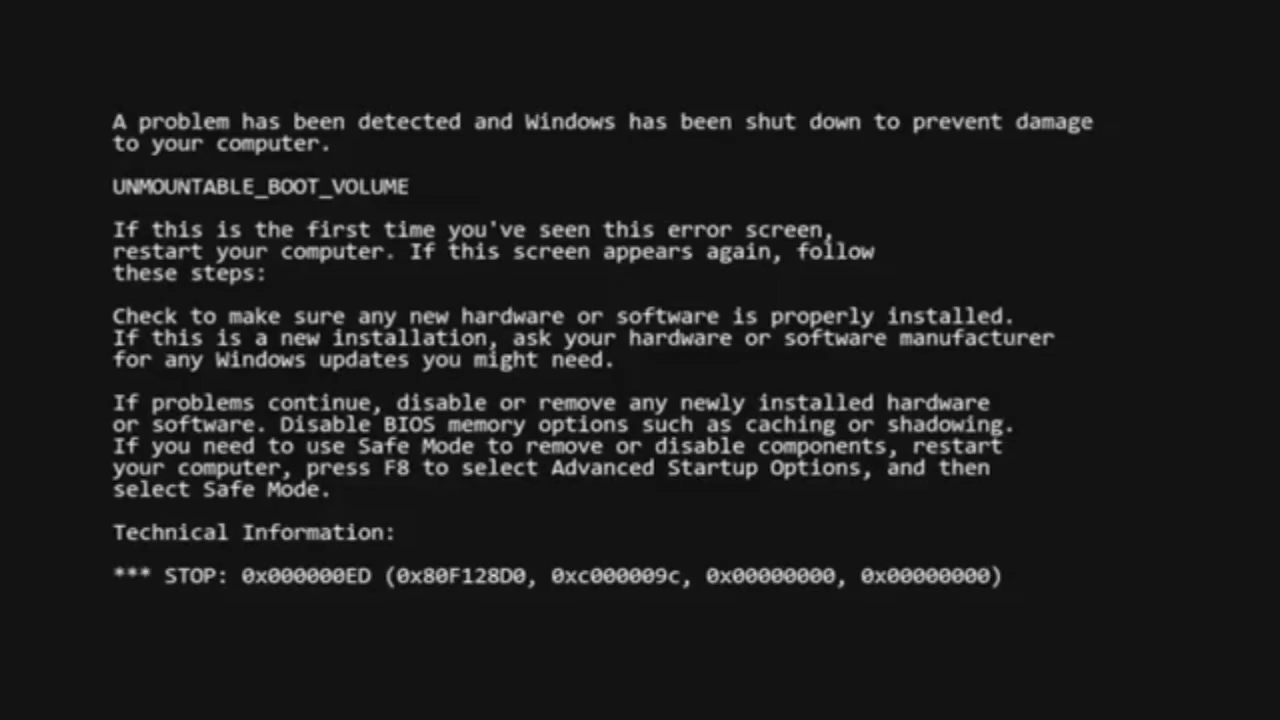 A problem has been detected and Windows has been shut down to prevent damage
to your computer.
UNMOUNTABLE_BOOT_VOLUME
If this is the first time you've seen this error screen,
restart your computer. If this screen appears again, follow
these steps:
Check to make sure any new hardware or software is properly installed.
If this is a new installation, ask your hardware or software manufacturer
for any Windows updates you might need.
If problems continue, disable or remove any newly installed hardware
or software. Disable BIOS memory options such as caching or shadowing.
If you need to use Safe Mode to remove or disable components, restart
your computer, press F8 to select Advanced Startup Options, and then
select Safe Mode.
Technical Information:
*** STOP: 0x000000ED (0x80F128D0, 0xc000009c, 0x00000000, 0x00000000)